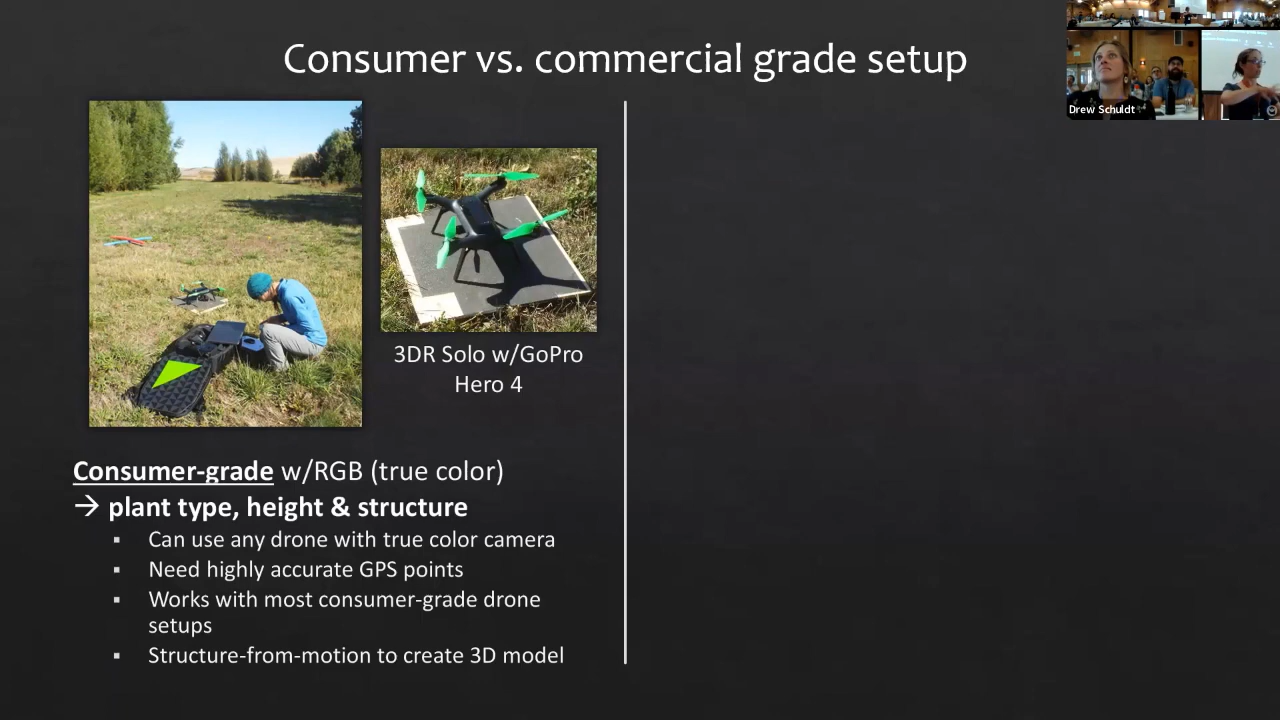 Consumer vs. commercial grade setup
Drew Schuldt
3DR Solo w/GoPro
Hero 4
Consumer-grade w/RGB (true color)
→ plant type, height & structure
▪ Can use any drone with true color camera
▪ Need highly accurate GPS points
▪ Works with most consumer-grade drone
setups
▪ Structure-from-motion to create 3D model